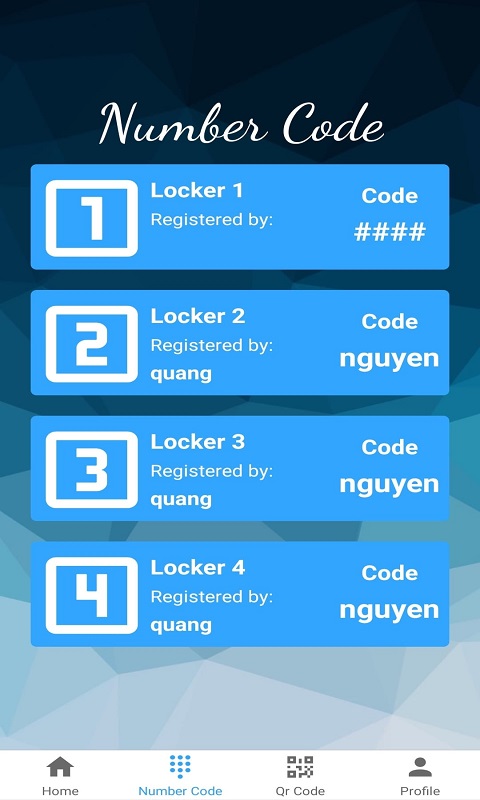 Number Code
1
Locker 1
Registered by:
Code
####
2
Locker 2
Registered by:
quang
Code
nguyen
3
Locker 3
Registered by:
quang
Code
nguyen
4
Locker 4
Registered by:
quang
Code
nguyen
Home
Number Code
Qr Code
Profile